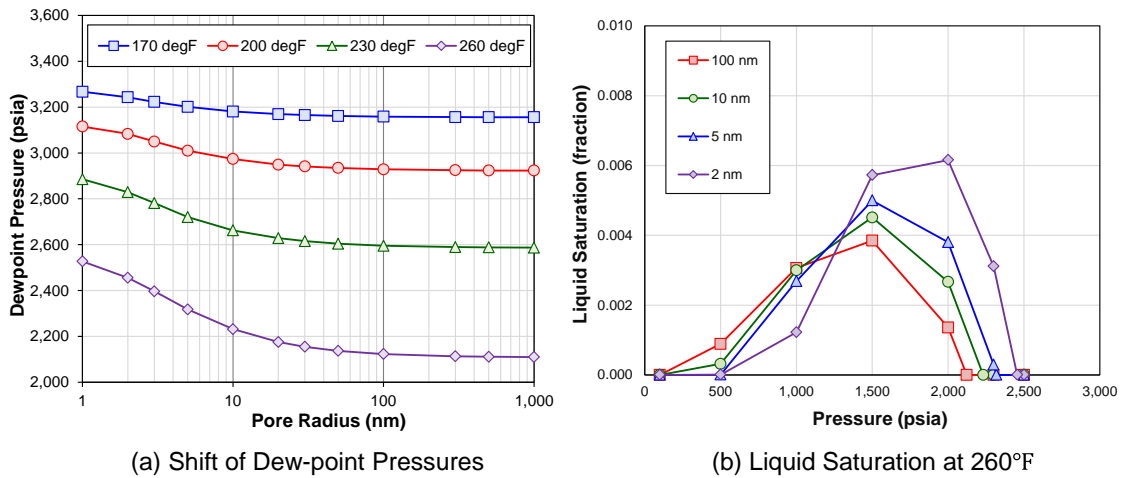 3,600
3,400
3,200
3,000
2,800
2,600
2,400
2,200
2,000
Dewpoint Pressure (psia)
170 degF 200 degF 230 degF 260 degF
1 10 100 1,000
Pore Radius (nm)
(a) Shift of Dew-point Pressures
0.010
0.008
0.006
0.004
0.002
0.000
Liquid Saturation (fraction)
100 nm
10 nm
5 nm
2 nm
0 500 1,000 1,500 2,000 2,500 3,000
Pressure (psia)
(b) Liquid Saturation at 260°F